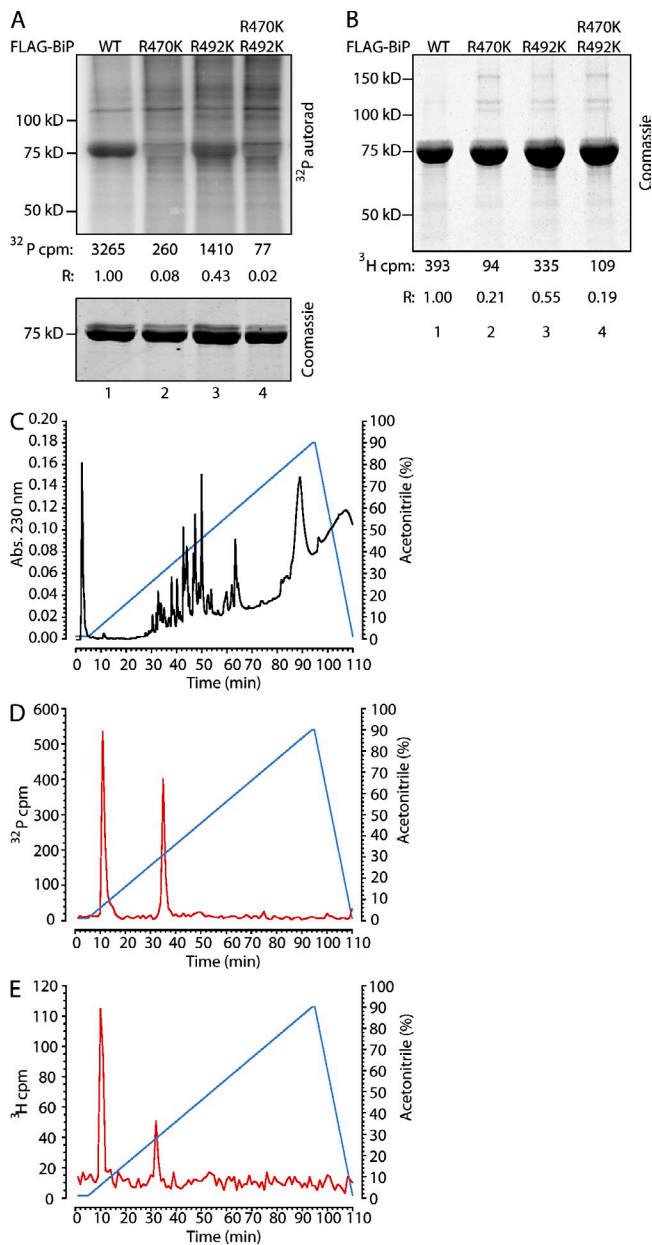 A
R470K
FLAG-BiP WT R470K R492K R492K
100 kD
75 kD
50 kD
32P autorad
32P cpm: 3265 260 1410 77
R: 1.00 0.08 0.43 0.02
75 kD
Coomassie
1 2 3 4
B
R470K
FLAG-BiP WT R470K R492K R492K
150 kD
100 kD
75 kD
50 kD
Coomassie
3H cpm: 393 94 335 109
R: 1.00 0.21 0.55 0.19
1 2 3 4
C
Abs. 230 nm
0.20
0.18
0.16
0.14
0.12
0.10
0.08
0.06
0.04
0.02
0.00
100
90
80
70
60
50
40
30
20
10
0
Acetonitrile (%)
0 10 20 30 40 50 60 70 80 90 100 110
Time (min)
D
32P cpm
600
500
400
300
200
100
0
100
90
80
70
60
50
40
30
20
10
0
Acetonitrile (%)
0 10 20 30 40 50 60 70 80 90 100 110
Time (min)
E
3H cpm
120
100
80
60
40
20
0
100
90
80
70
60
50
40
30
20
10
0
Acetonitrile (%)
0 10 20 30 40 50 60 70 80 90 100 110
Time (min)